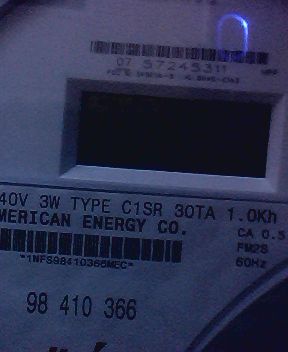 07 57245311
40V 3W TYPE C1SR 30TA 1.0Kh
MERICAN ENERGY CO. CA 0.5
FM2S
*1NFS98410366MEC* 60Hz
98 410 366